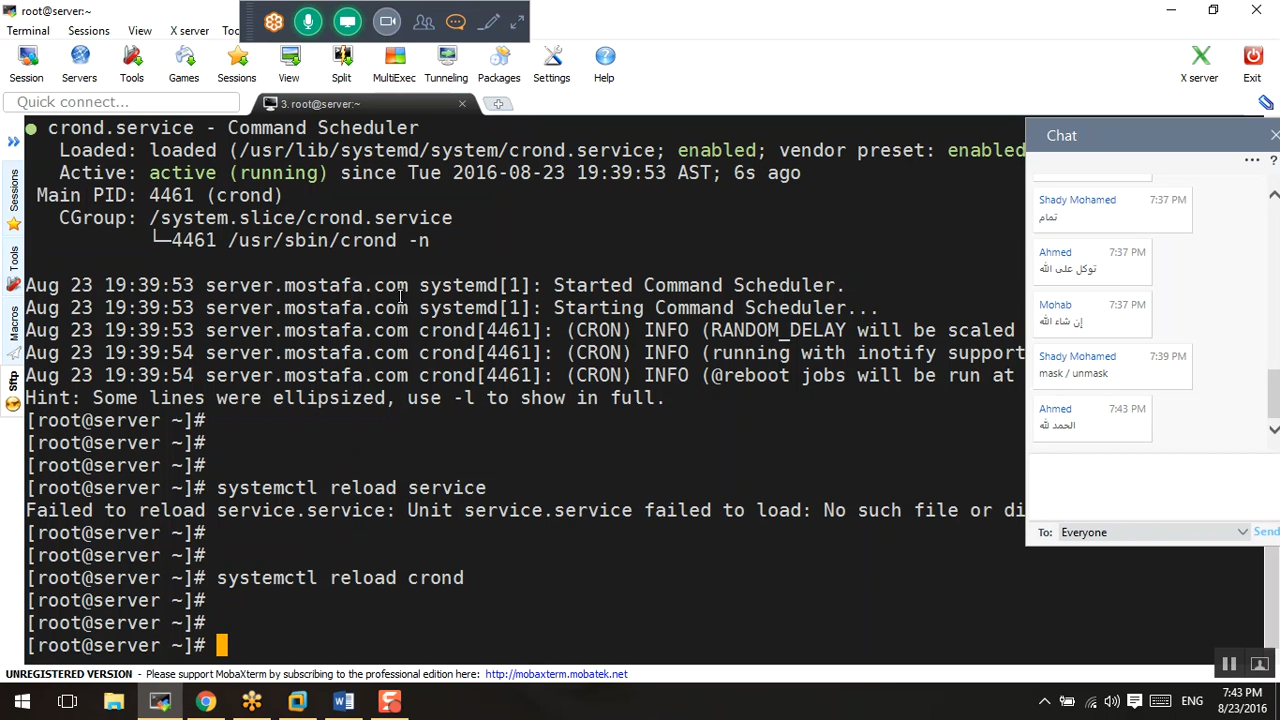 root@server:~
Terminal Sessions View X server Too
Session Servers Tools Games Sessions View Split MultiExec Tunneling Packages Settings Help X server Exit
Quick connect...
3. root@server:~
Sessions
Tools
Macros
Sftp
● crond.service - Command Scheduler
Loaded: loaded (/usr/lib/systemd/system/crond.service; enabled; vendor preset: enabled
Active: active (running) since Tue 2016-08-23 19:39:53 AST; 6s ago
Main PID: 4461 (crond)
CGroup: /system.slice/crond.service
└─4461 /usr/sbin/crond -n
Aug 23 19:39:53 server.mostafa.com systemd[1]: Started Command Scheduler.
Aug 23 19:39:53 server.mostafa.com systemd[1]: Starting Command Scheduler...
Aug 23 19:39:53 server.mostafa.com crond[4461]: (CRON) INFO (RANDOM_DELAY will be scaled
Aug 23 19:39:54 server.mostafa.com crond[4461]: (CRON) INFO (running with inotify support
Aug 23 19:39:54 server.mostafa.com crond[4461]: (CRON) INFO (@reboot jobs will be run at
Hint: Some lines were ellipsized, use -l to show in full.
[root@server ~]#
[root@server ~]#
[root@server ~]#
[root@server ~]# systemctl reload service
Failed to reload service.service: Unit service.service failed to load: No such file or di
[root@server ~]#
[root@server ~]#
[root@server ~]# systemctl reload crond
[root@server ~]#
[root@server ~]#
[root@server ~]#
Chat
Shady Mohamed 7:37 PM
تمام
Ahmed 7:37 PM
توكل على الله
Mohab 7:37 PM
إن شاء الله
Shady Mohamed 7:39 PM
mask / unmask
Ahmed 7:43 PM
الحمد لله
To: Everyone Send
UNREGISTERED VERSION - Please support MobaXterm by subscribing to the professional edition here: http://mobaxterm.mobatek.net
ENG
7:43 PM
8/23/2016